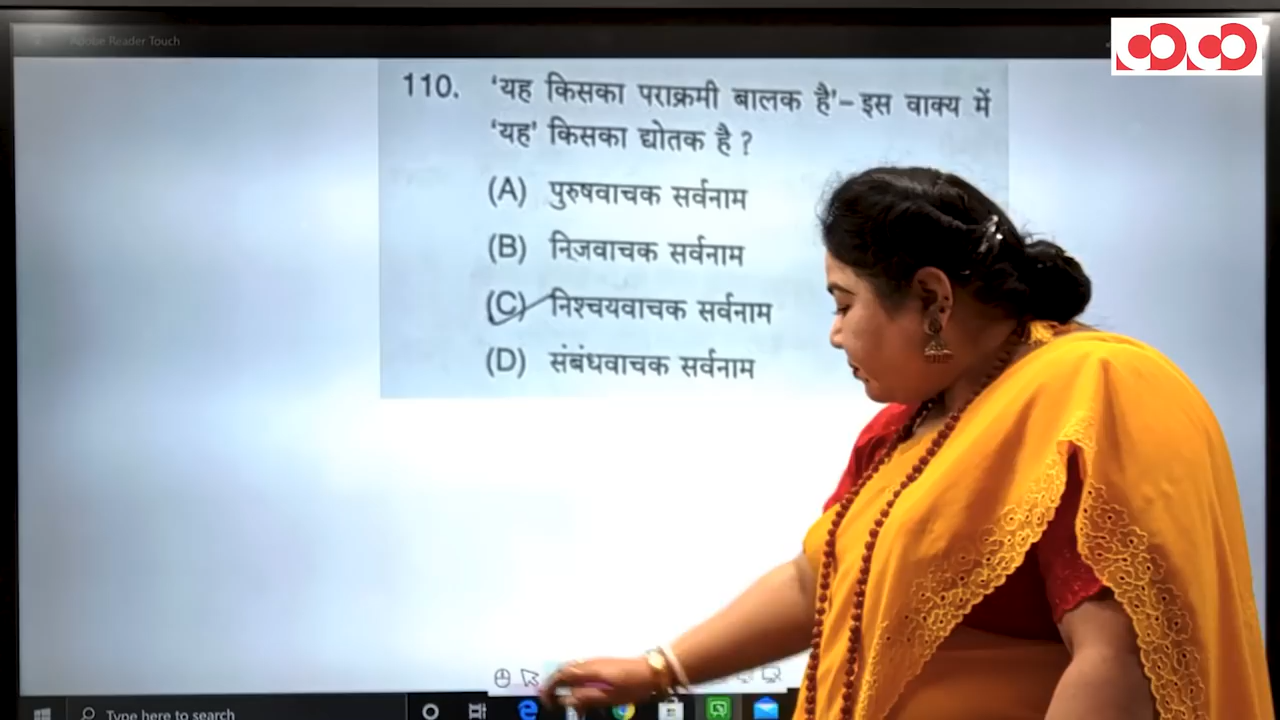 Adobe Reader Touch
110. 'यह किसका पराक्रमी बालक है'– इस वाक्य में
'यह' किसका द्योतक है ?
(A) पुरुषवाचक सर्वनाम
(B) निजवाचक सर्वनाम
(C) निश्चयवाचक सर्वनाम
(D) संबंधवाचक सर्वनाम
Type here to search